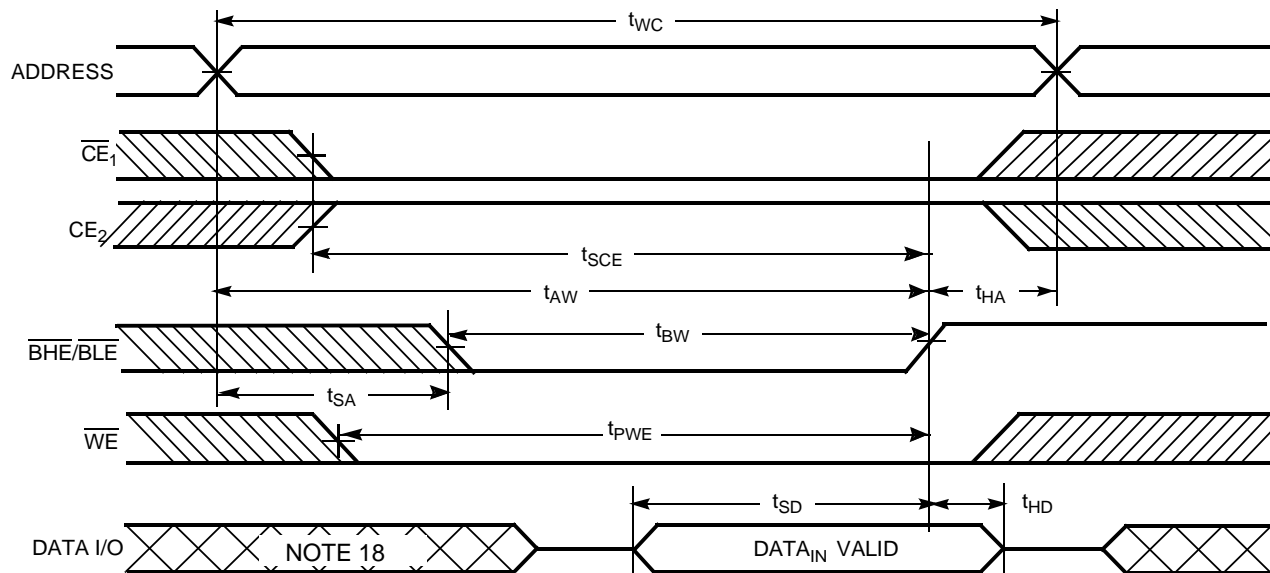 tWC
ADDRESS
CE1
CE2
tSCE
tAW
tHA
tBW
BHE/BLE
tSA
tPWE
WE
tSD
tHD
DATA I/O
NOTE 18
DATAIN VALID